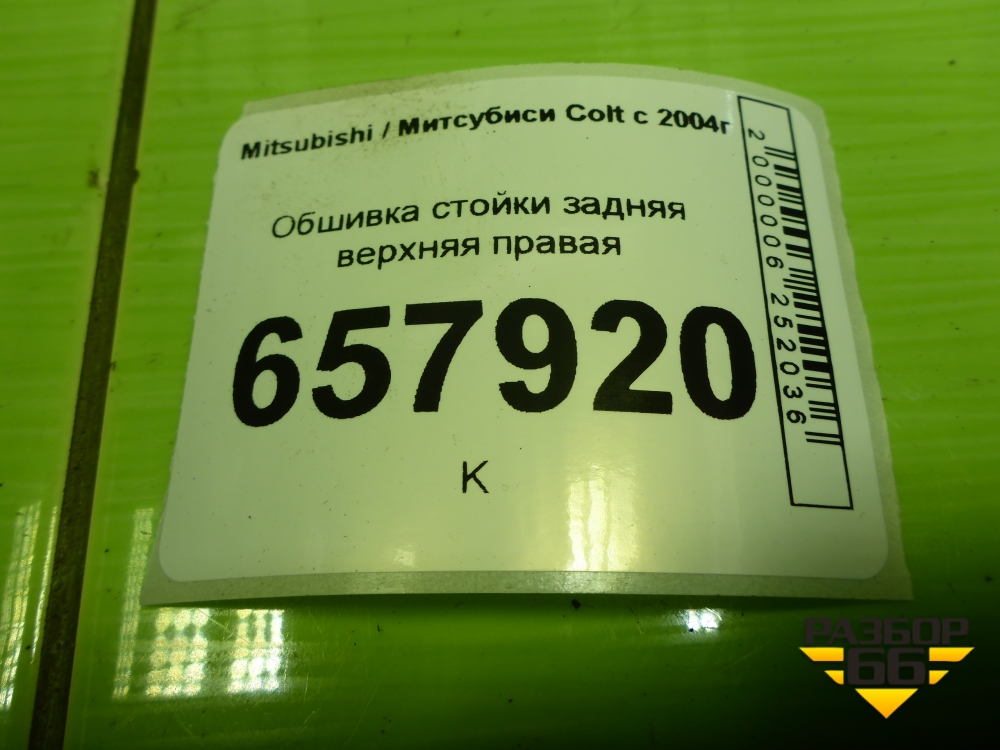 Mitsubishi / Митсубиси Colt с 2004г
Обшивка стойки задняя
верхняя правая
657920
К
2000006252036
РАЗБОР
66